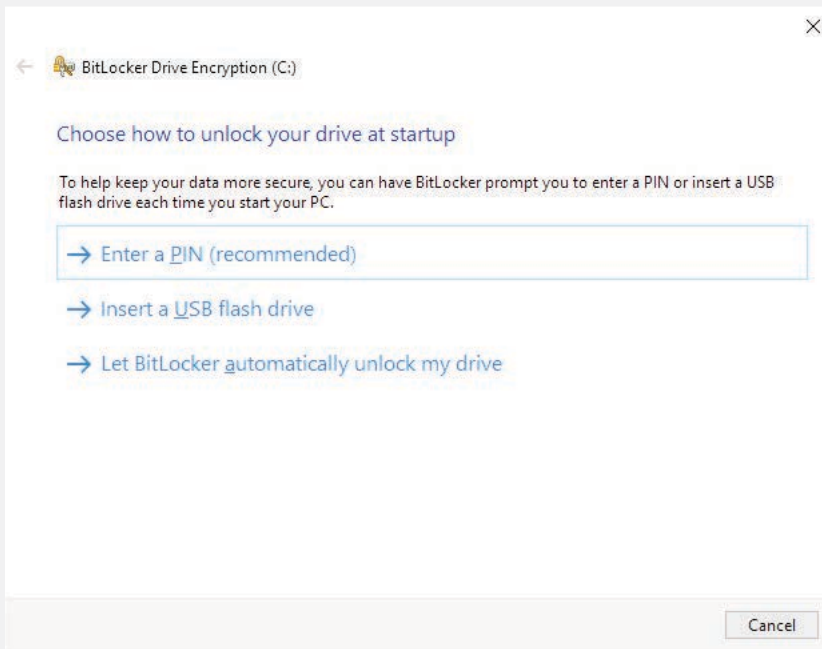 BitLocker Drive Encryption (C:)
Choose how to unlock your drive at startup
To help keep your data more secure, you can have BitLocker prompt you to enter a PIN or insert a USB
flash drive each time you start your PC.
Enter a PIN (recommended)
Insert a USB flash drive
Let BitLocker automatically unlock my drive
Cancel